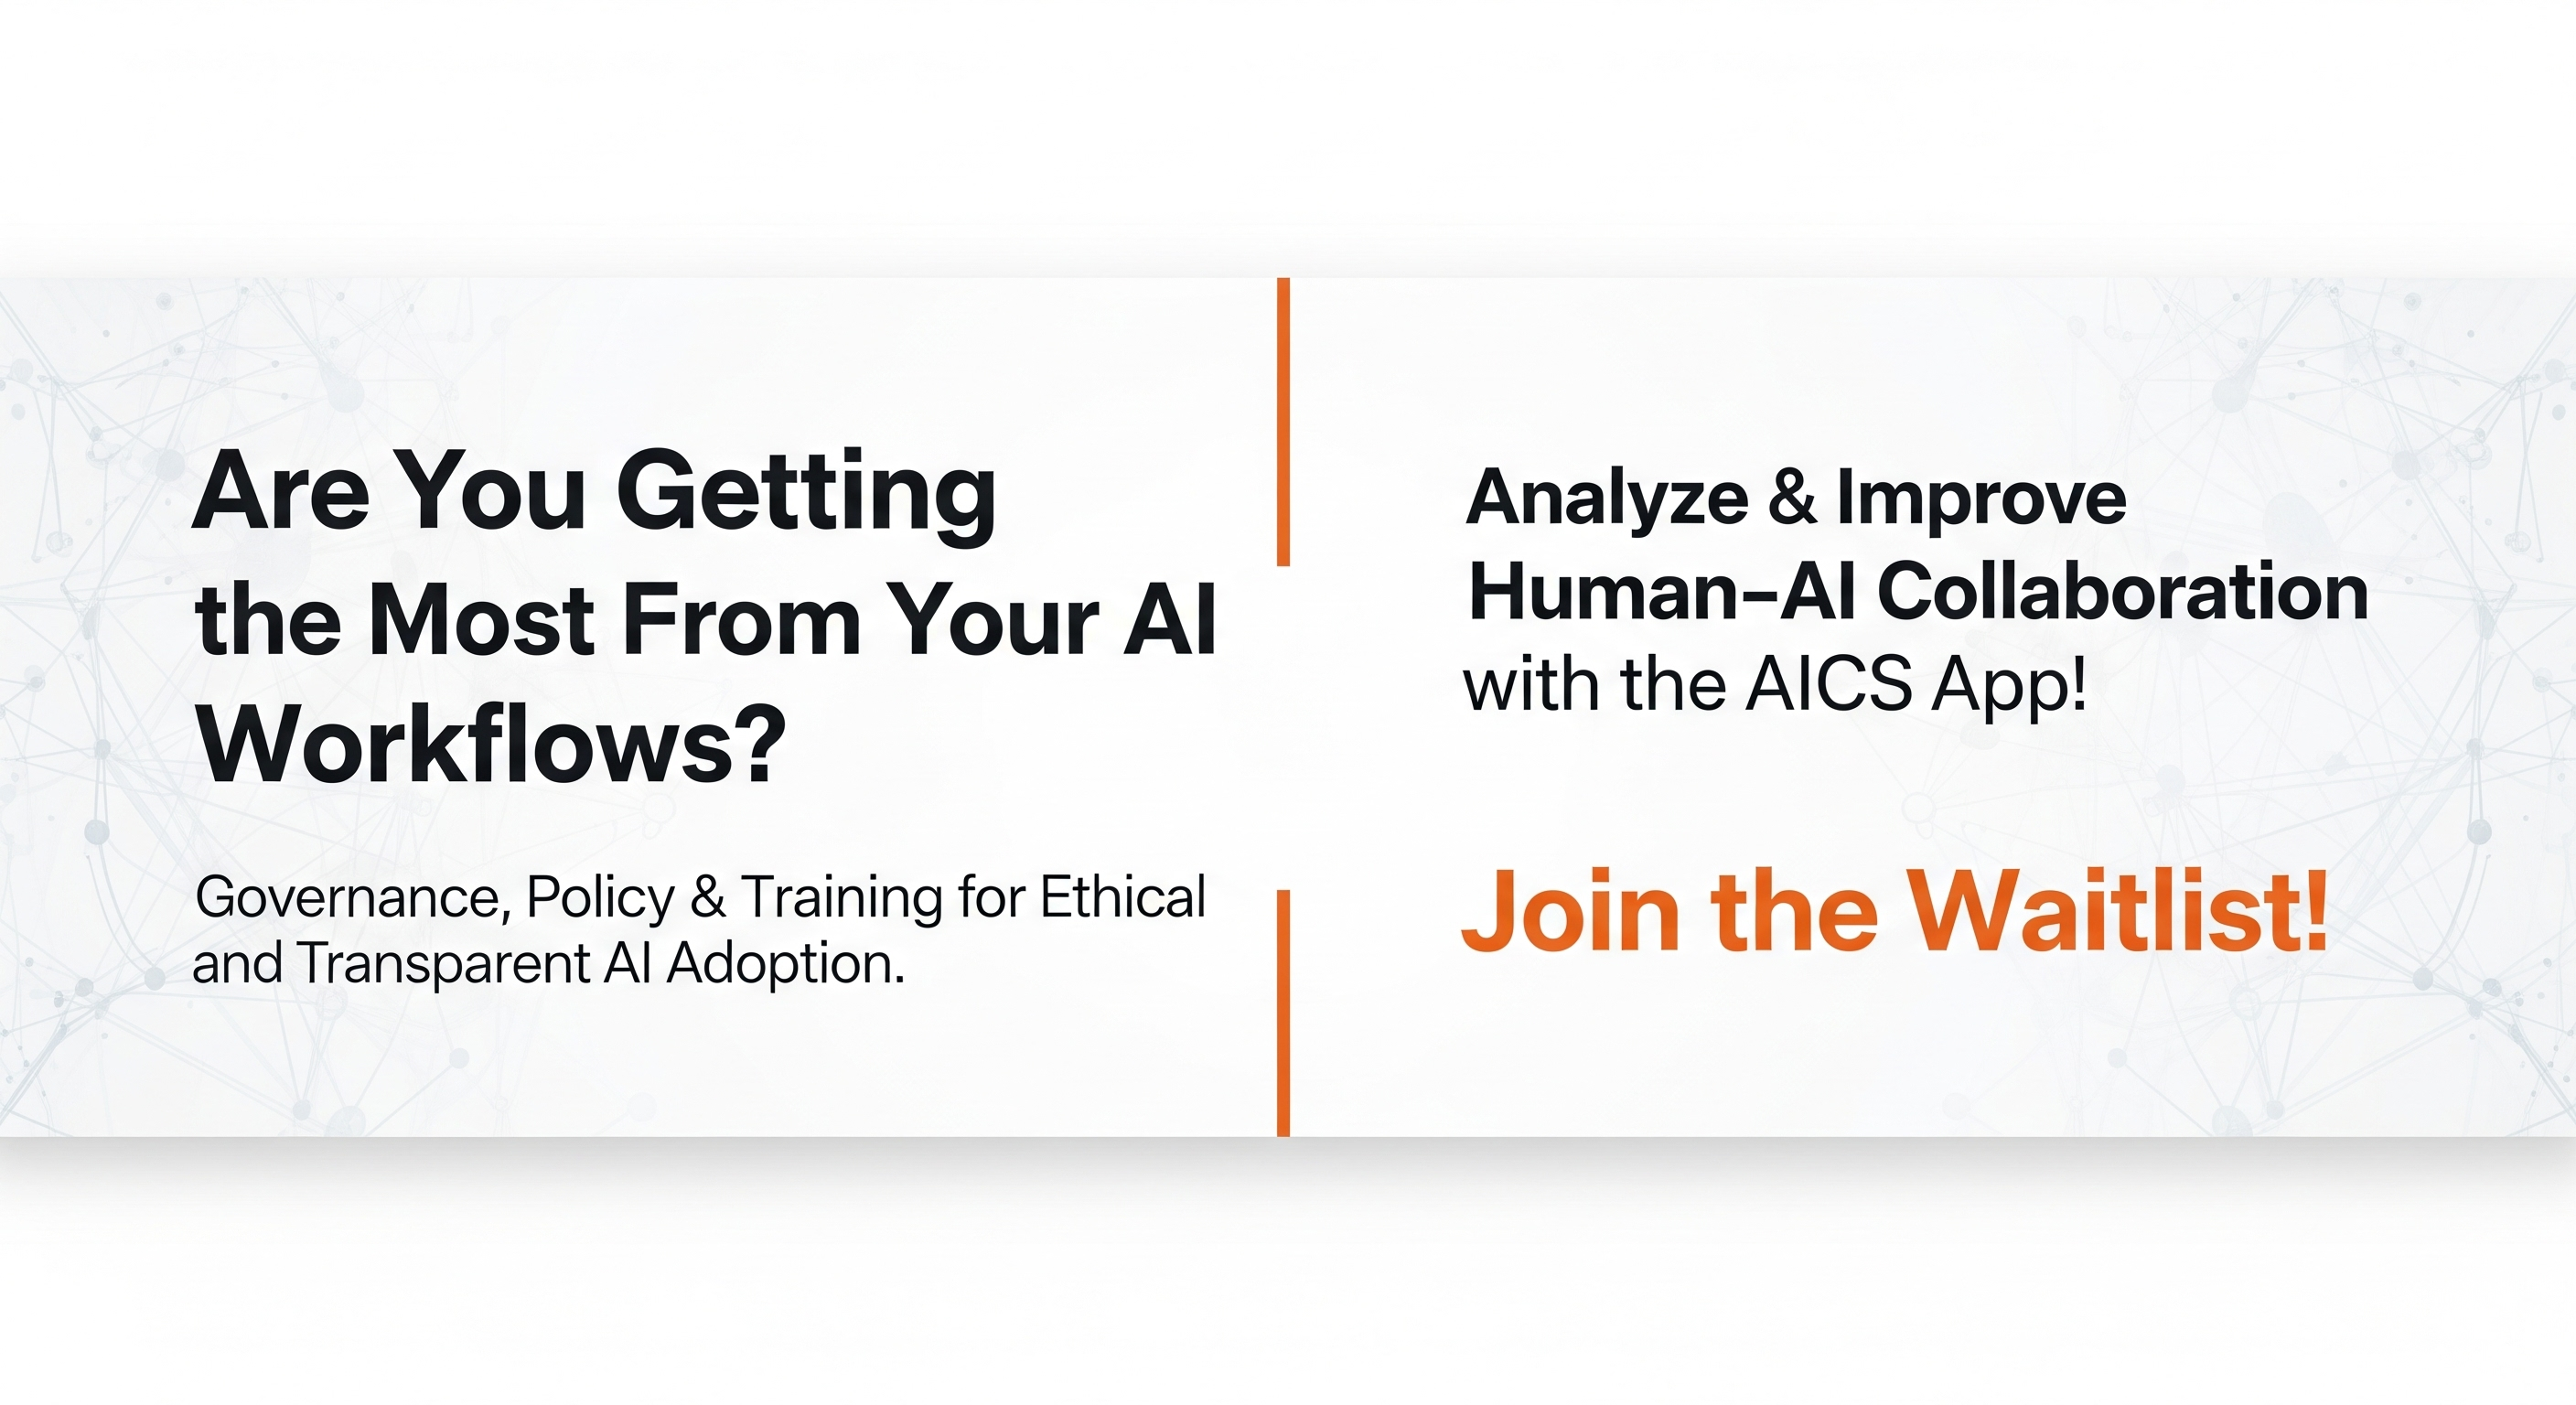 Are You Getting
the Most From Your AI
Workflows?
Governance, Policy & Training for Ethical
and Transparent AI Adoption.
Analyze & Improve
Human–AI Collaboration
with the AICS App!
Join the Waitlist!